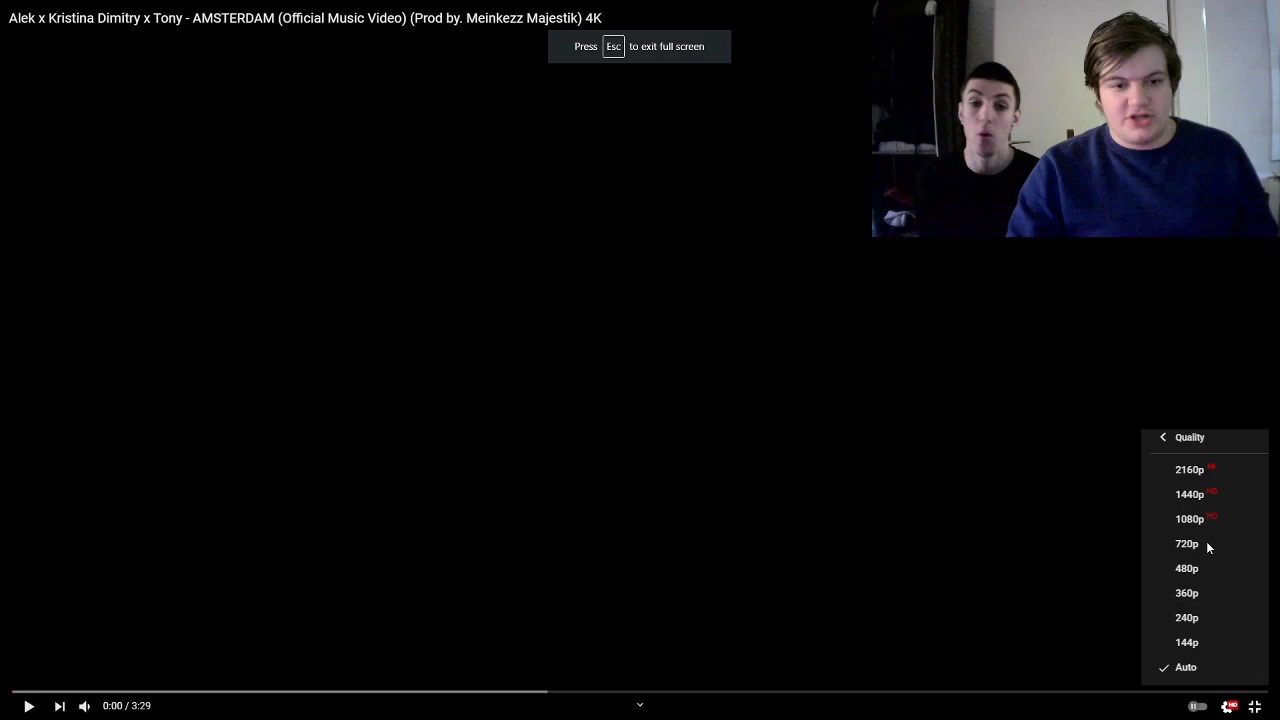 Alek x Kristina Dimitry x Tony - AMSTERDAM (Official Music Video) (Prod by. Meinkezz Majestik) 4K
Press Esc to exit full screen
Quality
2160p 4K
1440p HD
1080p HD
720p
480p
360p
240p
144p
Auto
0:00 / 3:29
HD